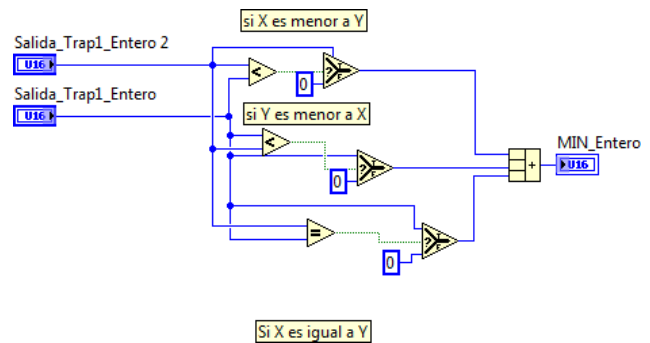 si X es menor a Y
Salida_Trap1_Entero 2
U16
<
?
T
F
0
Salida_Trap1_Entero
U16
si Y es menor a X
<
?
T
F
0
+
MIN_Entero
U16
=
?
T
F
0
Si X es igual a Y